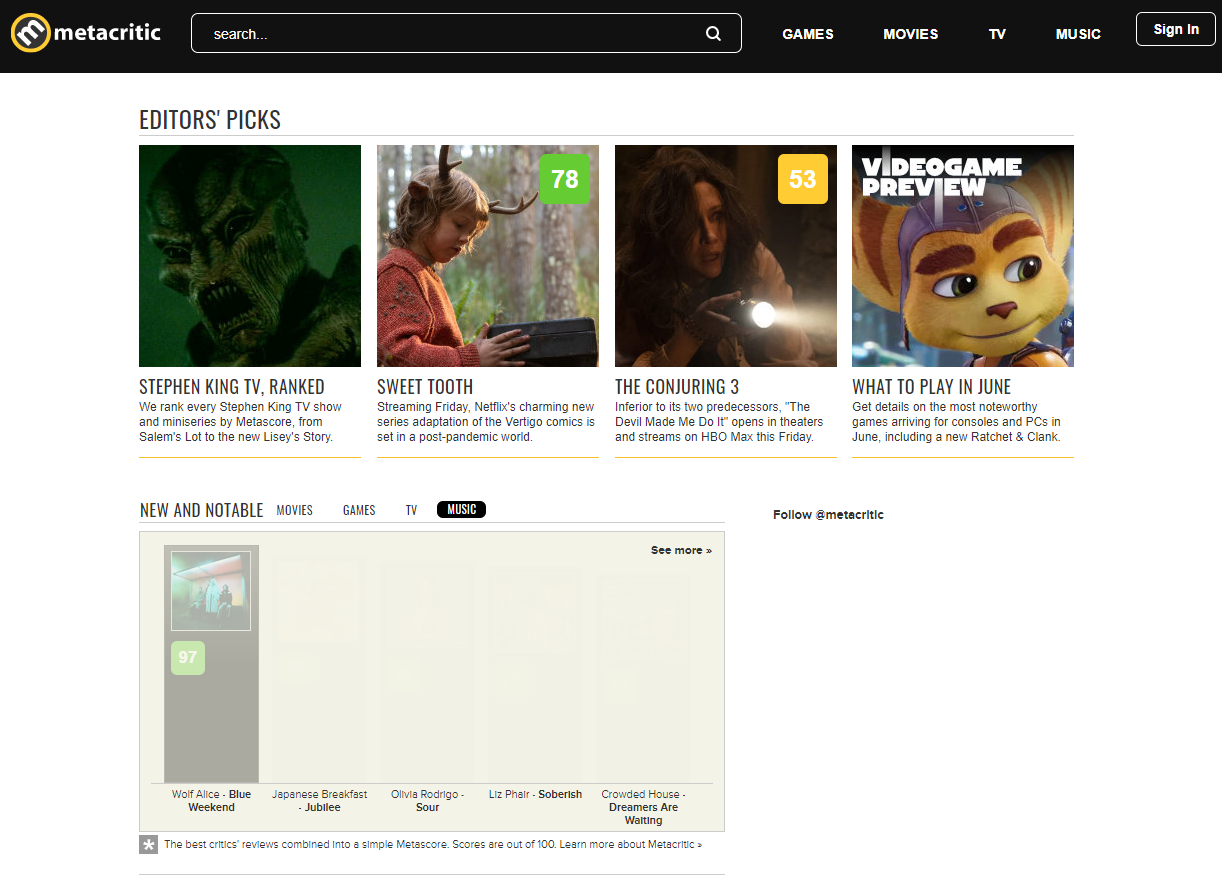 metacritic
search...
GAMES
MOVIES
TV
MUSIC
Sign In
EDITORS' PICKS
78
53
VIDEOGAME
PREVIEW
STEPHEN KING TV, RANKED
We rank every Stephen King TV show
and miniseries by Metascore, from
Salem's Lot to the new Lisey's Story.
SWEET TOOTH
Streaming Friday, Netflix's charming new
series adaptation of the Vertigo comics is
set in a post-pandemic world.
THE CONJURING 3
Inferior to its two predecessors, "The
Devil Made Me Do It" opens in theaters
and streams on HBO Max this Friday.
WHAT TO PLAY IN JUNE
Get details on the most noteworthy
games arriving for consoles and PCs in
June, including a new Ratchet & Clank.
NEW AND NOTABLE
MOVIES
GAMES
TV
MUSIC
Follow @metacritic
See more »
97
Wolf Alice - Blue
Weekend
Japanese Breakfast
- Jubilee
Olivia Rodrigo -
Sour
Liz Phair - Soberish
Crowded House -
Dreamers Are
Waiting
* The best critics' reviews combined into a simple Metascore. Scores are out of 100. Learn more about Metacritic »